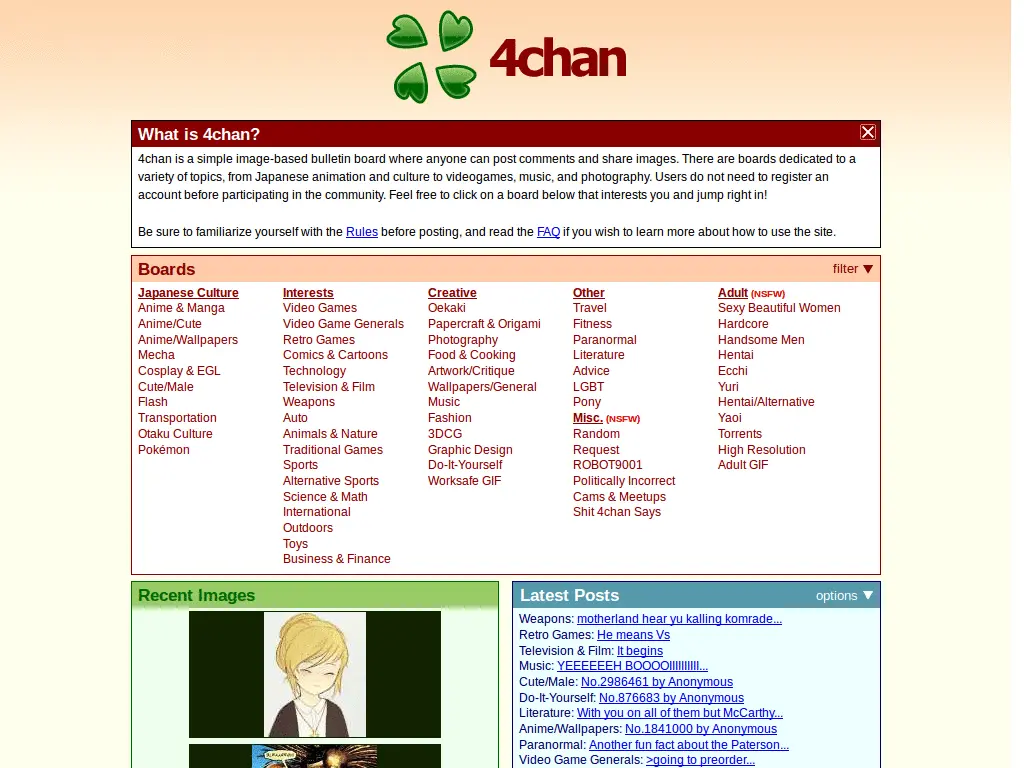 4chan
What is 4chan?
4chan is a simple image-based bulletin board where anyone can post comments and share images. There are boards dedicated to a
variety of topics, from Japanese animation and culture to videogames, music, and photography. Users do not need to register an
account before participating in the community. Feel free to click on a board below that interests you and jump right in!
Be sure to familiarize yourself with the Rules before posting, and read the FAQ if you wish to learn more about how to use the site.
Boards
filter ▼
Japanese Culture
Anime & Manga
Anime/Cute
Anime/Wallpapers
Mecha
Cosplay & EGL
Cute/Male
Flash
Transportation
Otaku Culture
Pokémon
Interests
Video Games
Video Game Generals
Retro Games
Comics & Cartoons
Technology
Television & Film
Weapons
Auto
Animals & Nature
Traditional Games
Sports
Alternative Sports
Science & Math
International
Outdoors
Toys
Business & Finance
Creative
Oekaki
Papercraft & Origami
Photography
Food & Cooking
Artwork/Critique
Wallpapers/General
Music
Fashion
3DCG
Graphic Design
Do-It-Yourself
Worksafe GIF
Other
Travel
Fitness
Paranormal
Literature
Advice
LGBT
Pony
Misc. (NSFW)
Random
Request
ROBOT9001
Politically Incorrect
Cams & Meetups
Shit 4chan Says
Adult (NSFW)
Sexy Beautiful Women
Hardcore
Handsome Men
Hentai
Ecchi
Yuri
Hentai/Alternative
Yaoi
Torrents
High Resolution
Adult GIF
Recent Images
Latest Posts
options ▼
Weapons: motherland hear yu kalling komrade...
Retro Games: He means Vs
Television & Film: It begins
Music: YEEEEEEH BOOOOIIIIIIIIII...
Cute/Male: No.2986461 by Anonymous
Do-It-Yourself: No.876683 by Anonymous
Literature: With you on all of them but McCarthy...
Anime/Wallpapers: No.1841000 by Anonymous
Paranormal: Another fun fact about the Paterson...
Video Game Generals: >going to preorder...